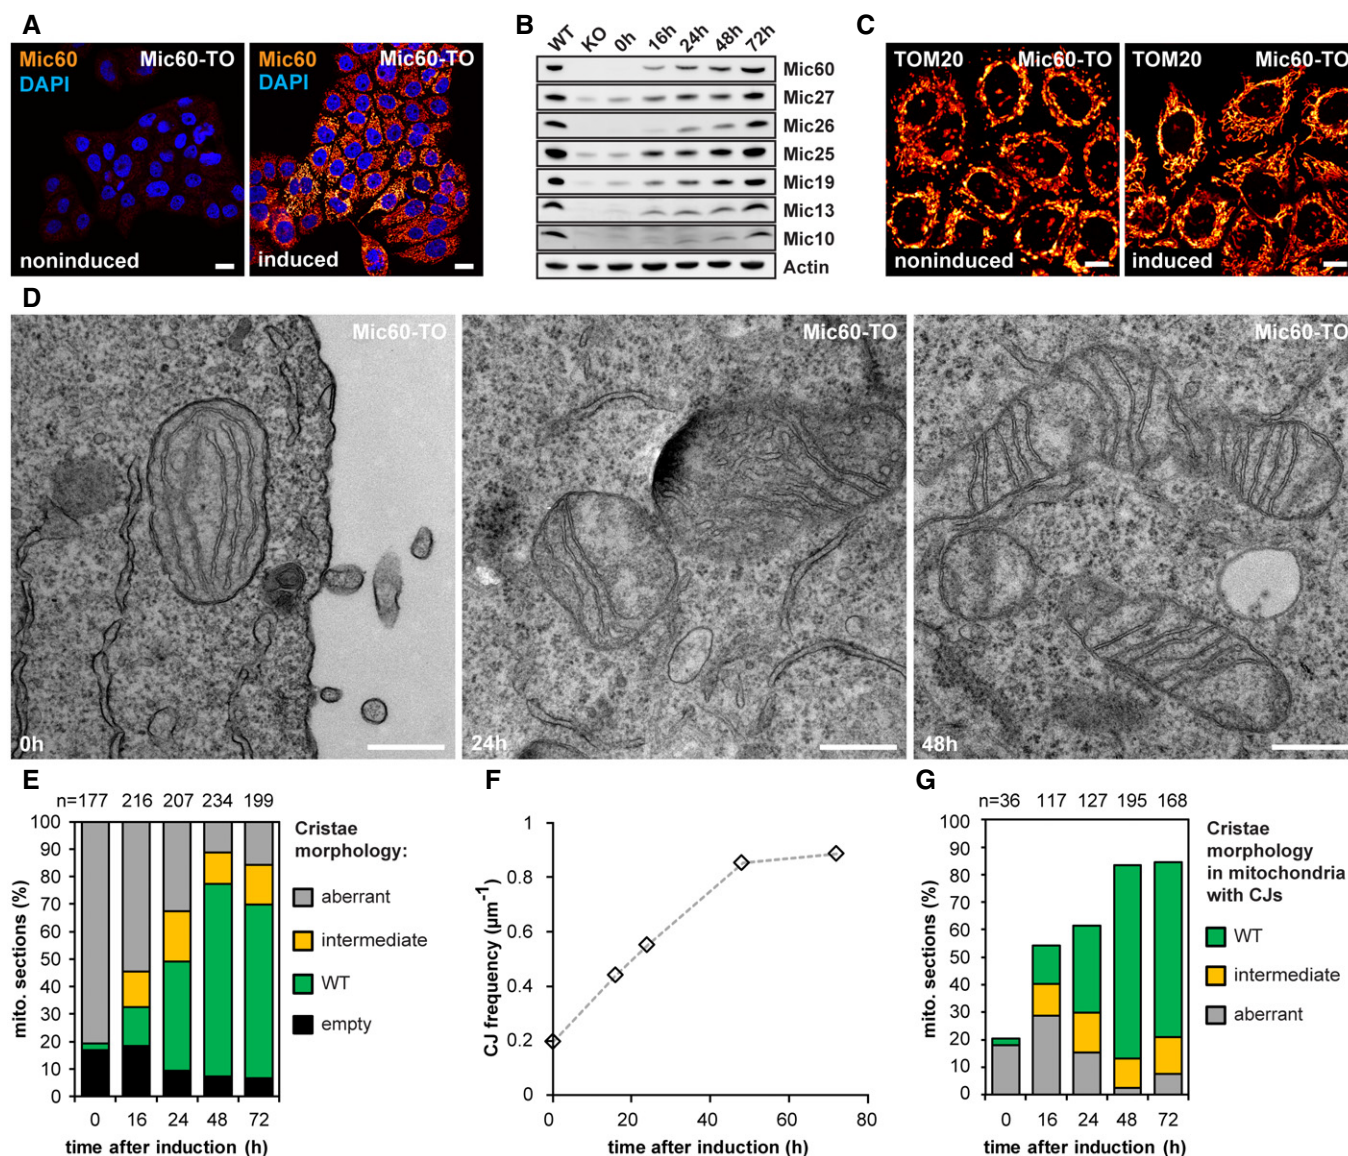 A
Mic60
DAPI
Mic60-TO
noninduced
Mic60
DAPI
Mic60-TO
induced
B
WT KO 0h 16h 24h 48h 72h
Mic60
Mic27
Mic26
Mic25
Mic19
Mic13
Mic10
Actin
C
TOM20 Mic60-TO
noninduced
TOM20 Mic60-TO
induced
D
Mic60-TO
0h
Mic60-TO
24h
Mic60-TO
48h
E
n=177 216 207 234 199
100
90
80
70
60
50
40
30
20
10
0
mito. sections (%)
0 16 24 48 72
time after induction (h)
Cristae
morphology:
aberrant
intermediate
WT
empty
F
1
0.8
0.6
0.4
0.2
0
CJ frequency (µm⁻¹)
0 20 40 60 80
time after induction (h)
G
n=36 117 127 195 168
100
90
80
70
60
50
40
30
20
10
0
mito. sections (%)
0 16 24 48 72
time after induction (h)
Cristae
morphology
in mitochondria
with CJs
WT
intermediate
aberrant